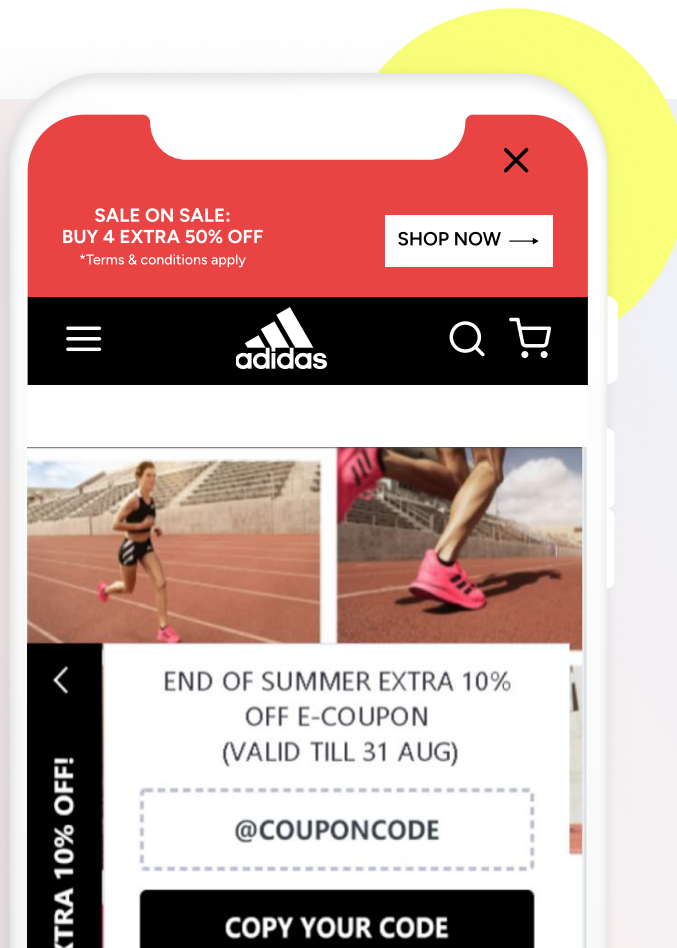 SALE ON SALE:
BUY 4 EXTRA 50% OFF
*Terms & conditions apply
SHOP NOW
adidas
END OF SUMMER EXTRA 10%
OFF E-COUPON
(VALID TILL 31 AUG)
@COUPONCODE
COPY YOUR CODE
10% OFF!